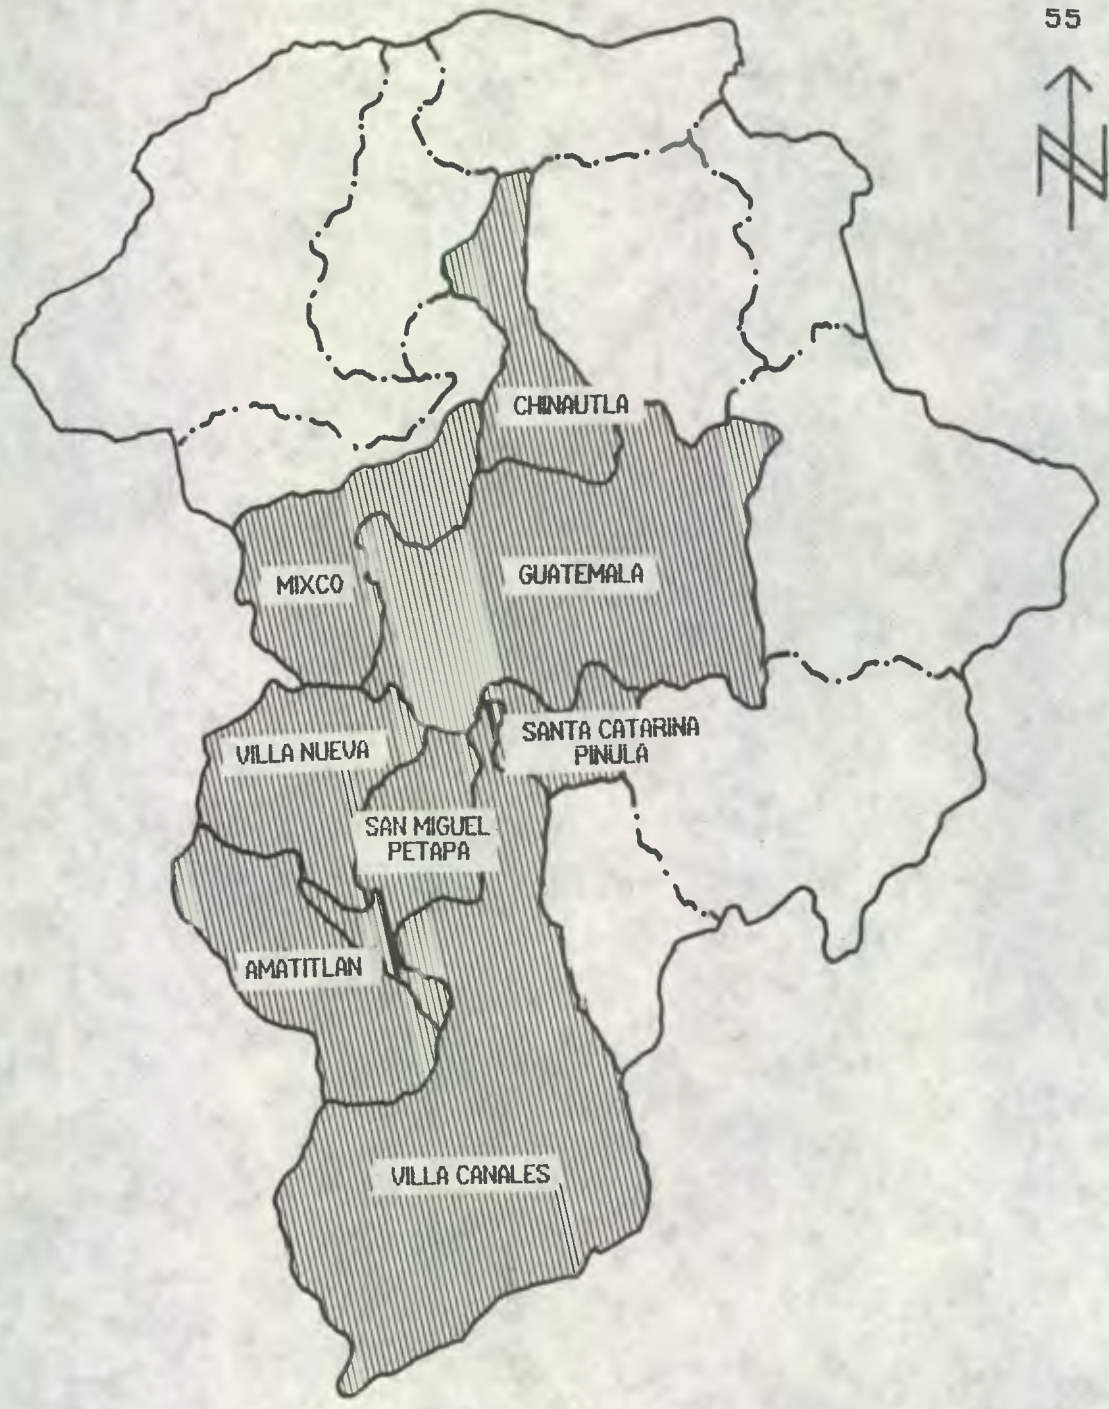 55
N
CHINAUTLA
MIXCO
GUATEMALA
SANTA CATARINA
PINULA
VILLA NUEVA
SAN MIGUEL
PETAPA
AMATITLAN
VILLA CANALES